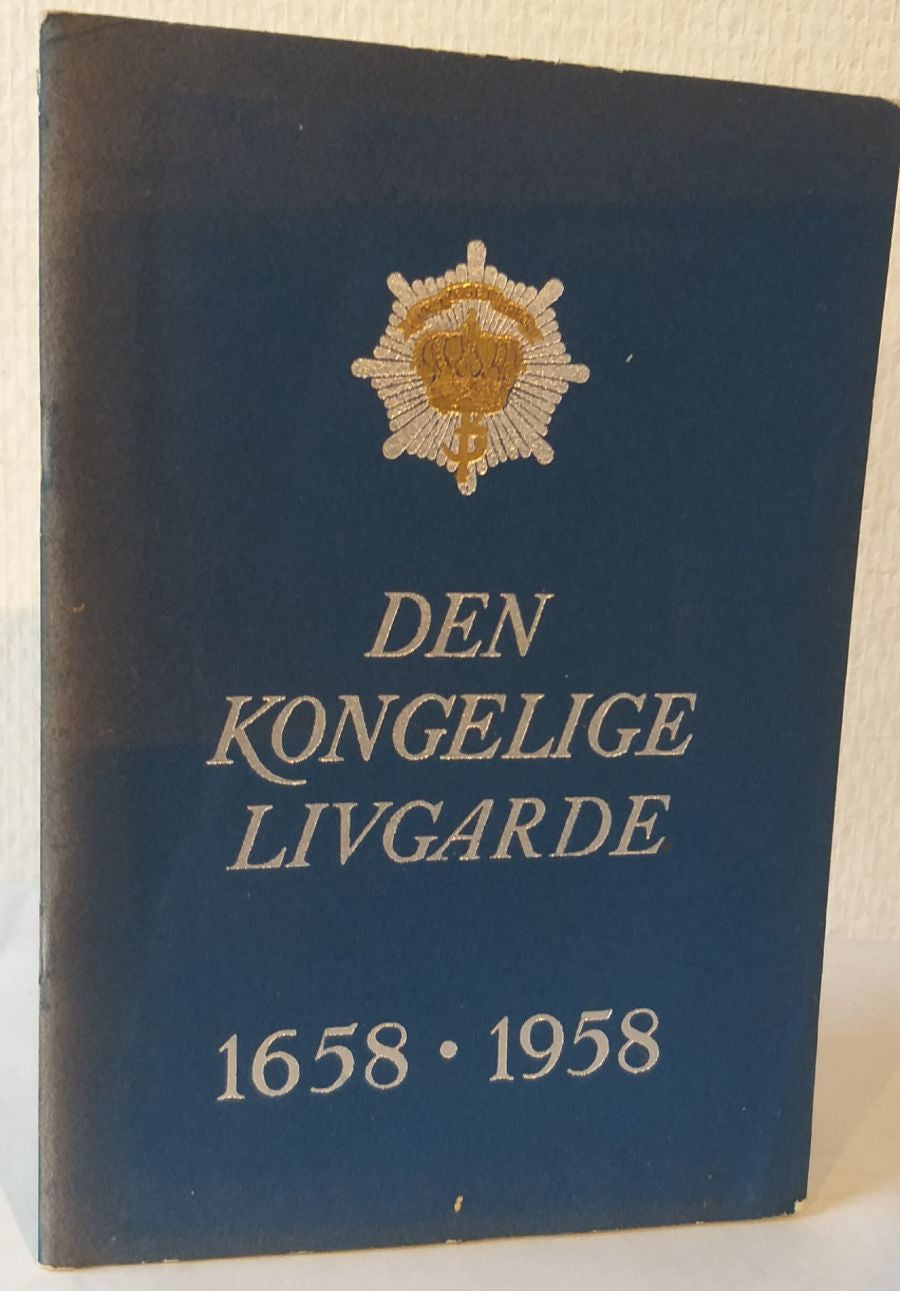 DEN
KONGELIGE
LIVGARDE
1658 · 1958